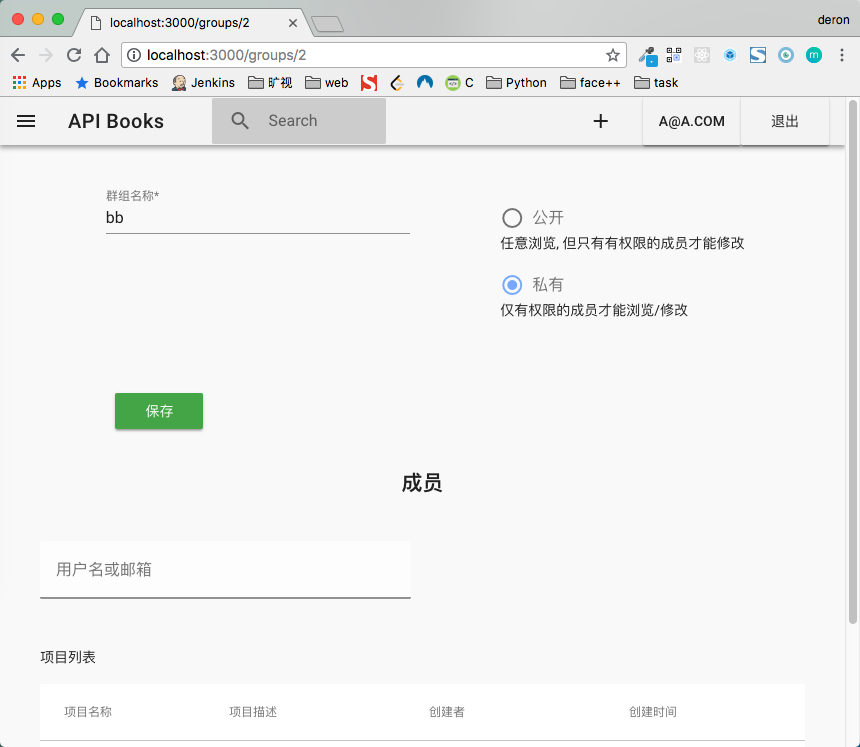 localhost:3000/groups/2
deron
localhost:3000/groups/2
Apps Bookmarks Jenkins 旷视 web C Python face++ task
API Books Search + A@A.COM 退出
群组名称*
bb
公开
任意浏览, 但只有有权限的成员才能修改
私有
仅有权限的成员才能浏览/修改
保存
成员
用户名或邮箱
项目列表
项目名称 项目描述 创建者 创建时间